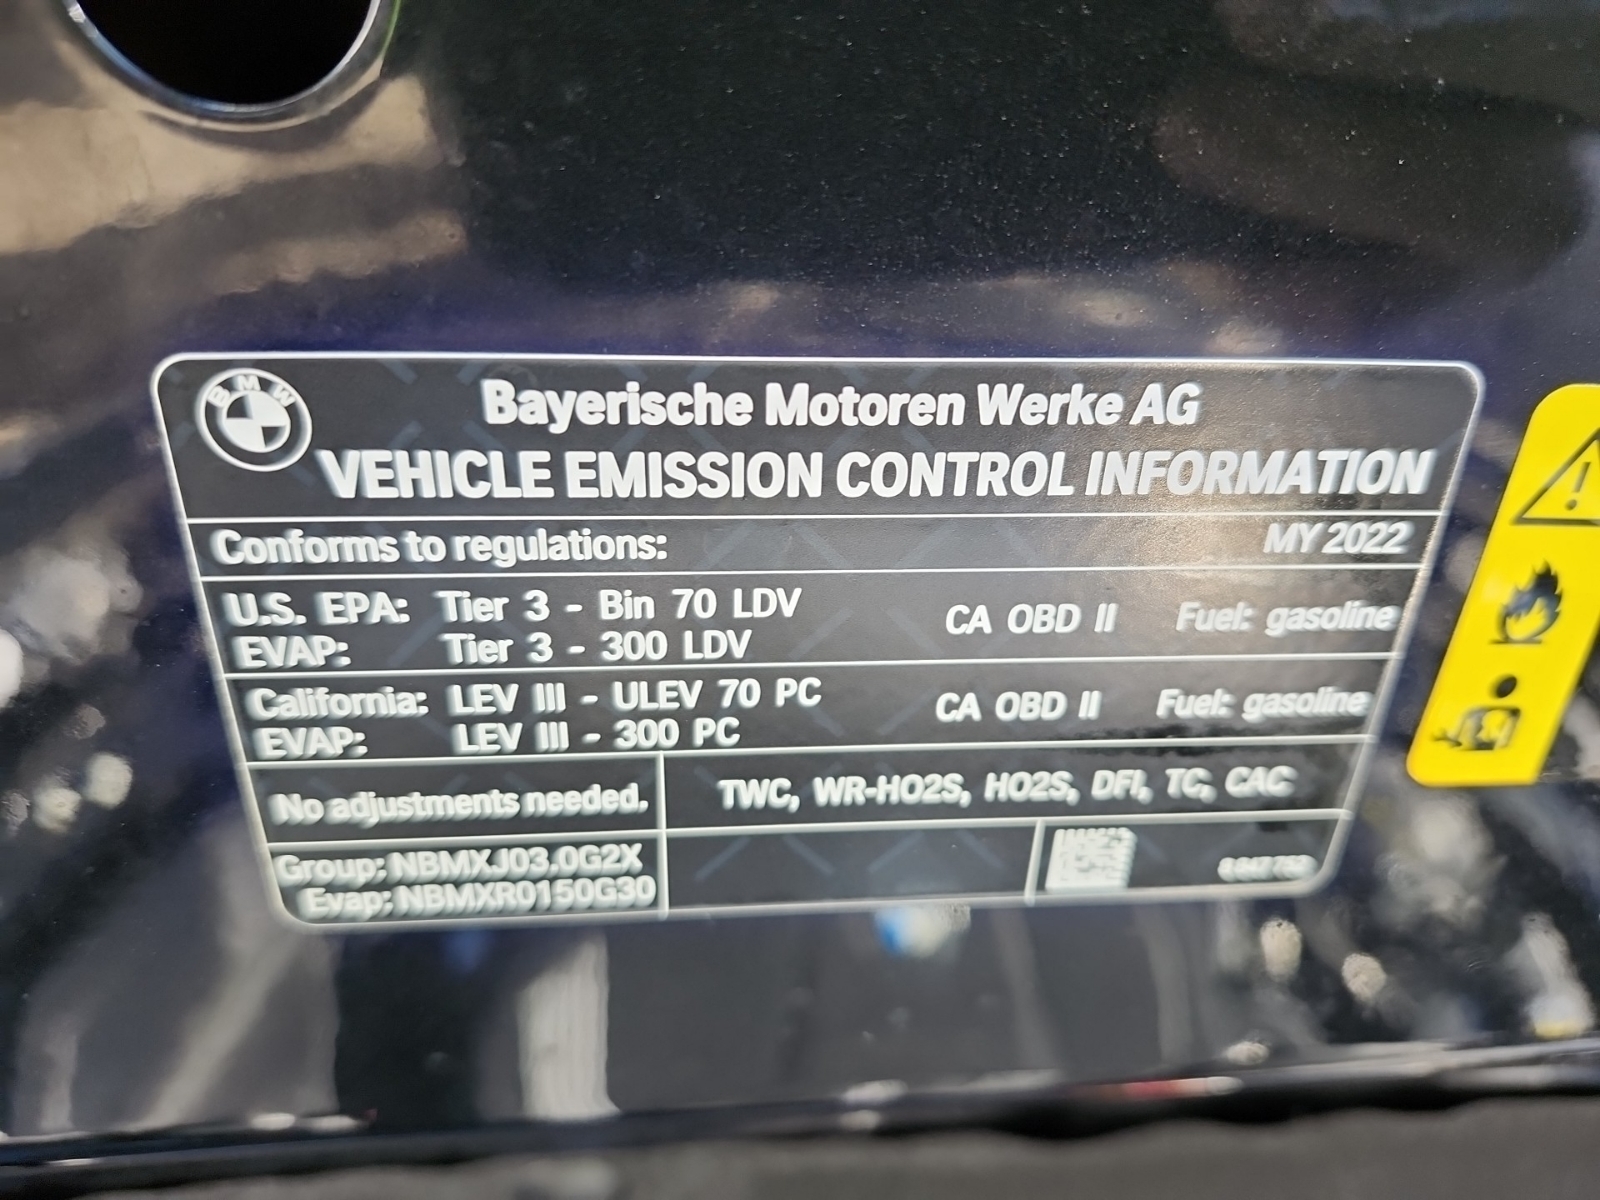 BMW
Bayerische Motoren Werke AG
VEHICLE EMISSION CONTROL INFORMATION
Conforms to regulations: MY 2022
U.S. EPA: Tier 3 - Bin 70 LDV CA OBD II Fuel: gasoline
EVAP: Tier 3 - 300 LDV
California: LEV III - ULEV 70 PC CA OBD II Fuel: gasoline
EVAP: LEV III - 300 PC
No adjustments needed. TWC, WR-HO2S, HO2S, DFI, TC, CAC
Group: NBMXJ03.0G2X
Evap: NBMXR0150G30